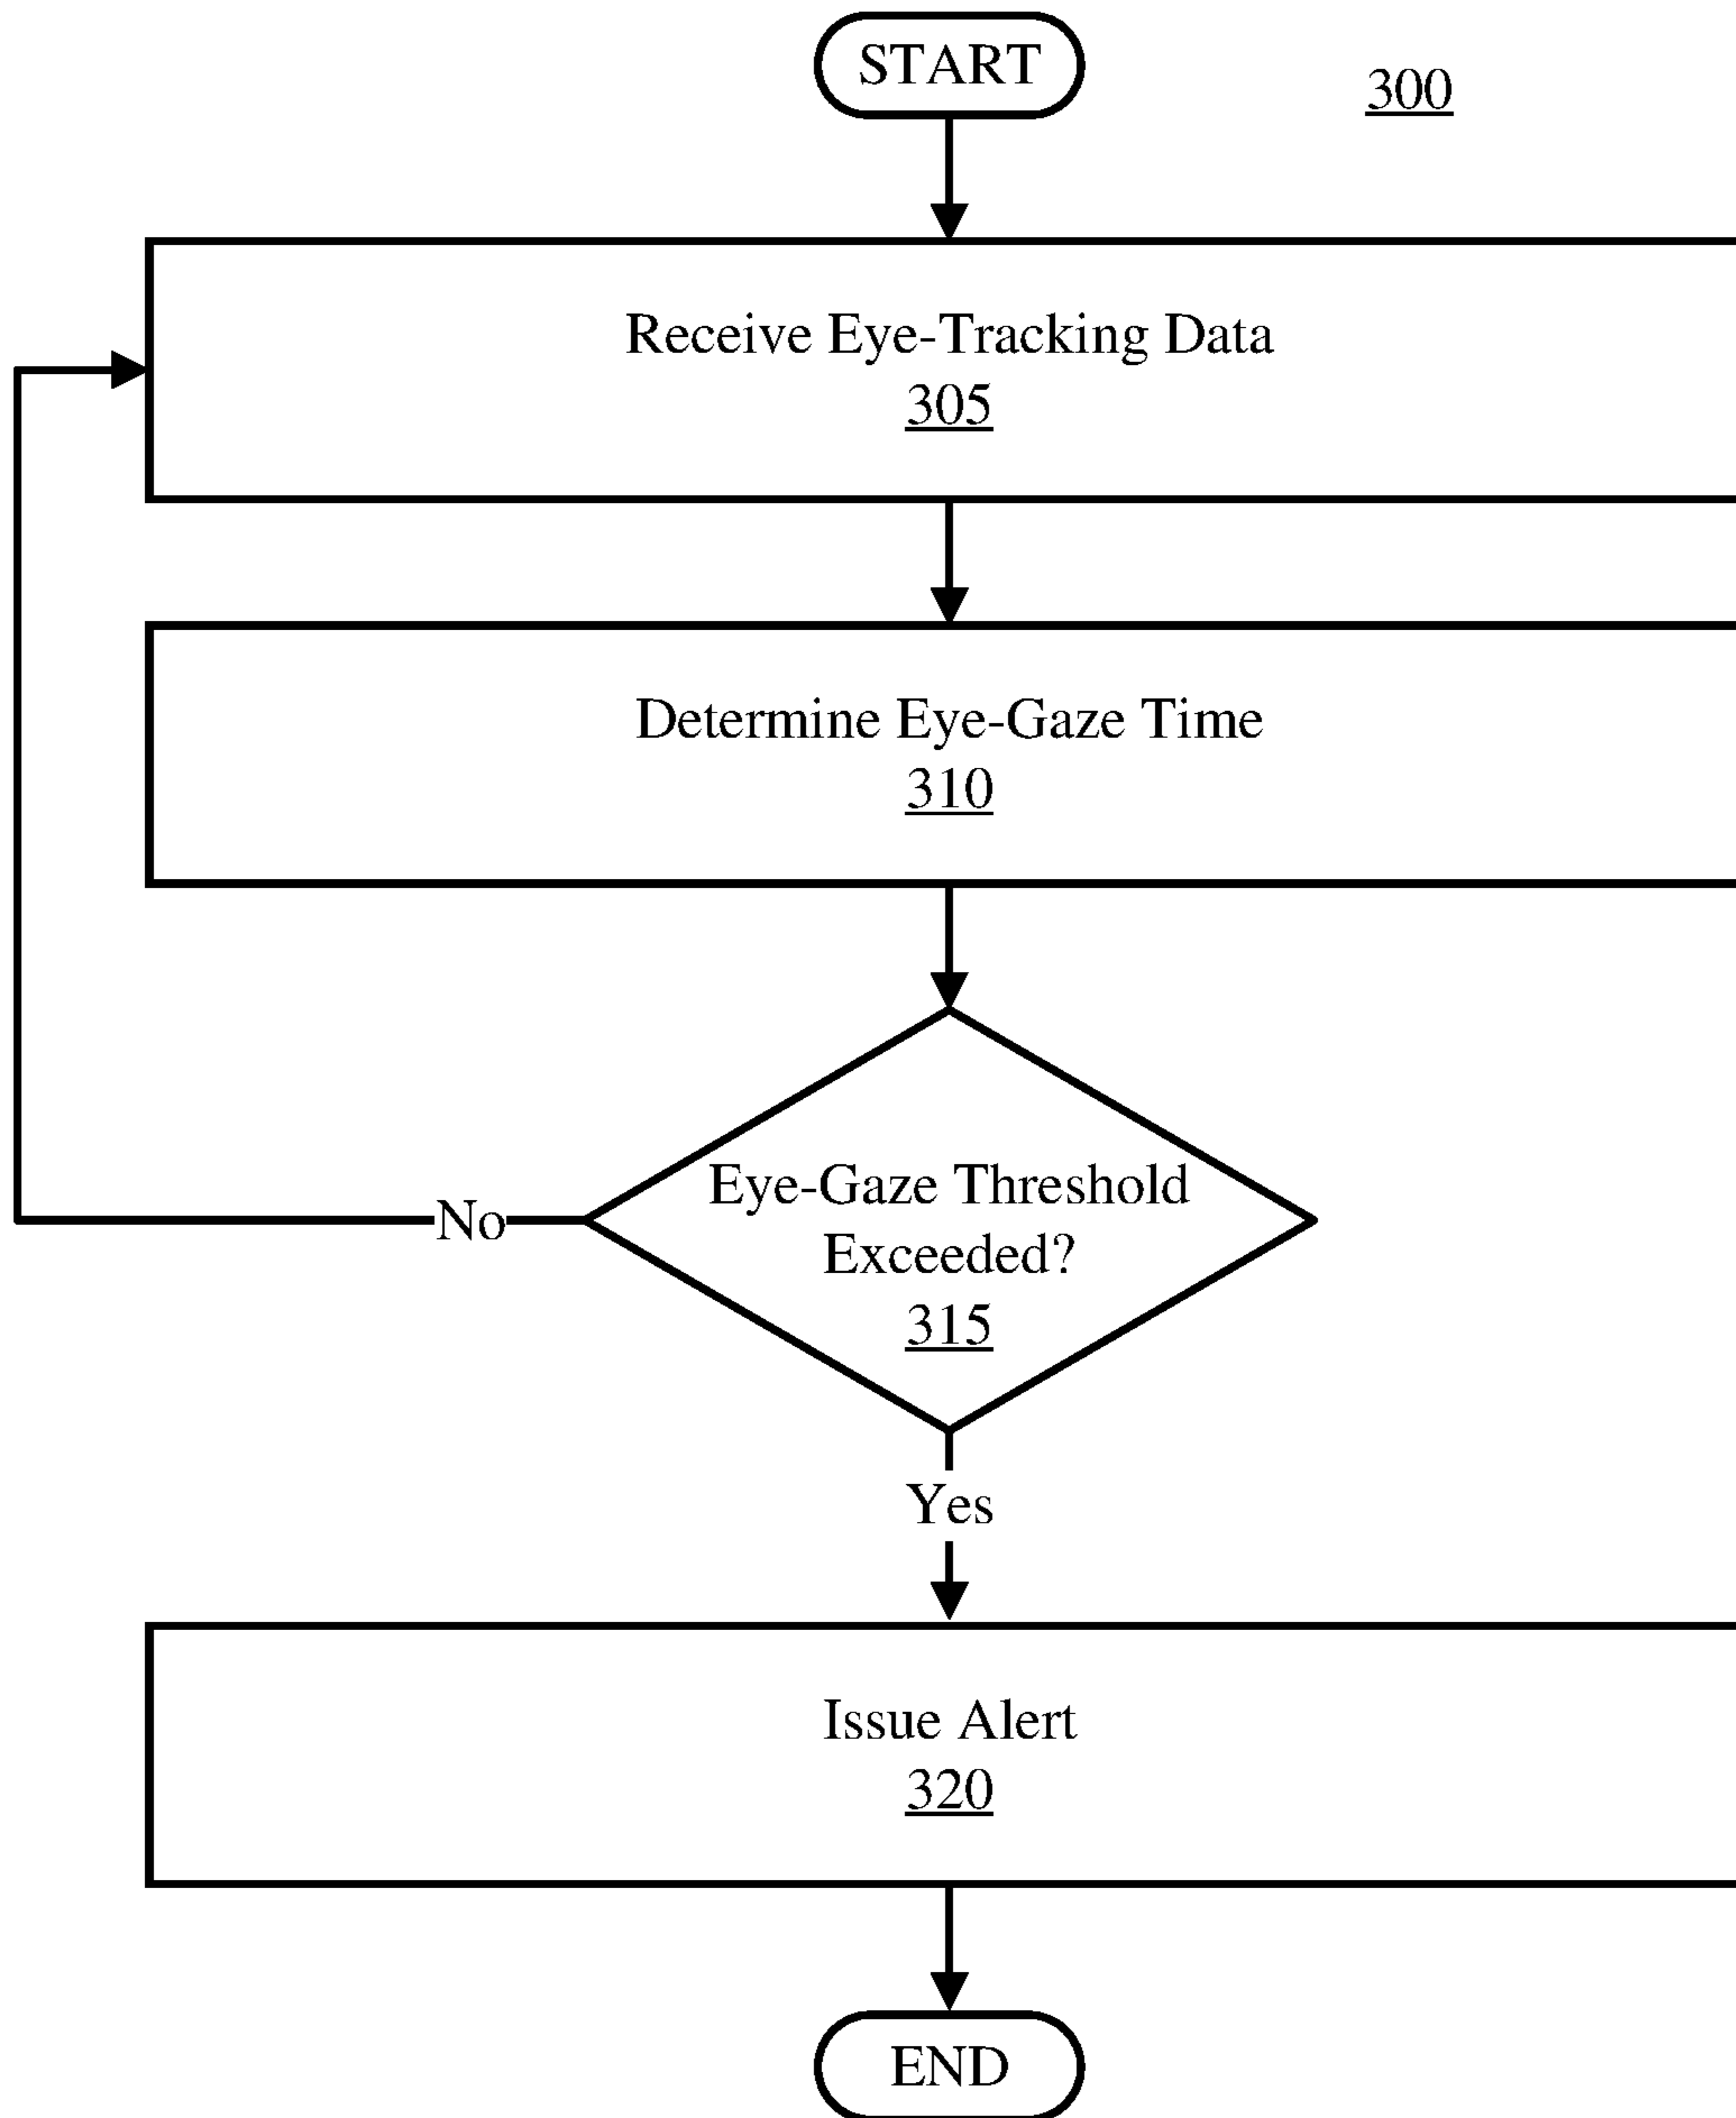 START
300
Receive Eye-Tracking Data
305
Determine Eye-Gaze Time
310
Eye-Gaze Threshold
Exceeded?
315
No
Yes
Issue Alert
320
END